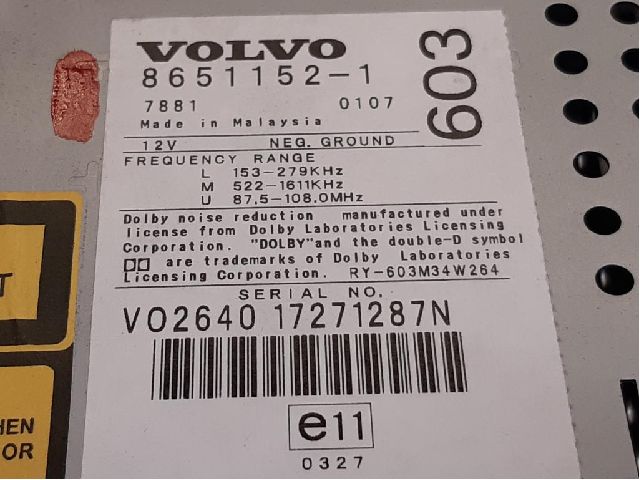 VOLVO
603
8651152-1
7881 0107
Made in Malaysia
12V NEG. GROUND
FREQUENCY RANGE
L 153-279KHz
M 522-1611KHz
U 87.5-108.0MHz
Dolby noise reduction manufactured under
license from Dolby Laboratories Licensing
Corporation. "DOLBY"and the double-D symbol
are trademarks of Dolby Laboratories
Licensing Corporation. RY-603M34W264
SERIAL NO.
VO2640 17271287N
e11
0327
T
HEN
OR